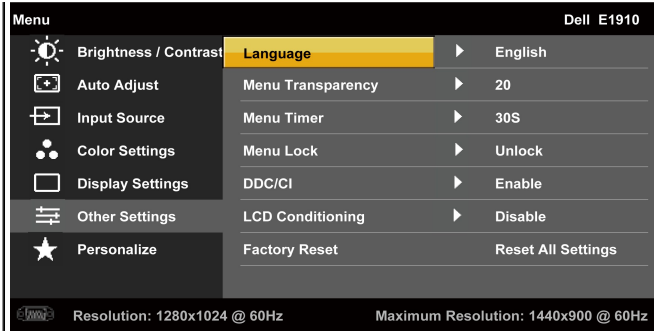 Menu Dell E1910
Brightness / Contrast Language English
Auto Adjust Menu Transparency 20
Input Source Menu Timer 30S
Color Settings Menu Lock Unlock
Display Settings DDC/CI Enable
Other Settings LCD Conditioning Disable
Personalize Factory Reset Reset All Settings
Resolution: 1280x1024 @ 60Hz Maximum Resolution: 1440x900 @ 60Hz